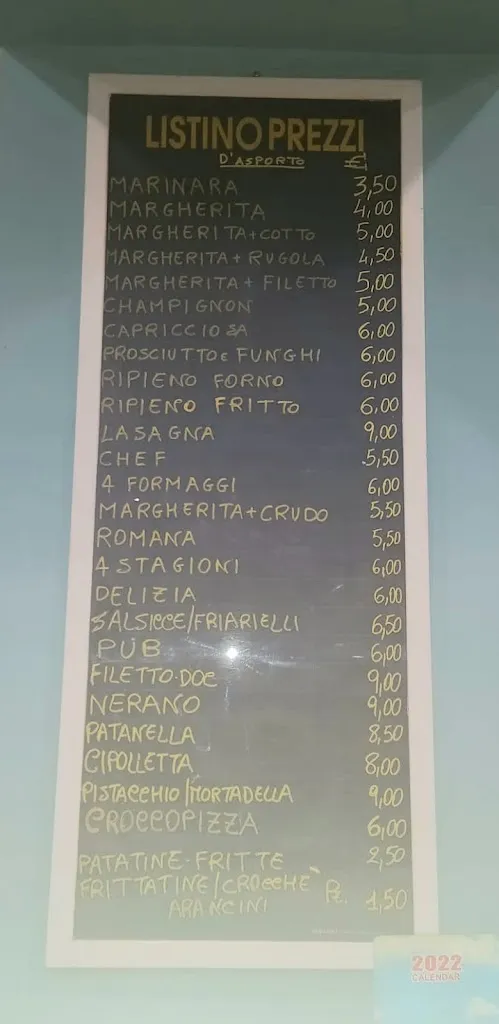 LISTINO PREZZI
D'ASPORTO €
MARINARA 3,50
MARGHERITA 4,00
MARGHERITA+COTTO 5,00
MARGHERITA+RUGOLA 4,50
MARGHERITA+FILETTO 5,00
CHAMPIGNON 5,00
CAPRICCIOSA 6,00
PROSCIUTTO e FUNGHI 6,00
RIPIENO FORNO 6,00
RIPIENO FRITTO 6,00
LASAGNA 9,00
CHEF 5,50
4 FORMAGGI 6,00
MARGHERITA+CRUDO 5,50
ROMANA 5,50
4 STAGIONI 6,00
DELIZIA 6,00
SALSICCE/FRIARIELLI 6,50
PUB 6,00
FILETTO·DOC 9,00
NERANO 9,00
PATANELLA 8,50
CIPOLLETTA 8,00
PISTACCHIO/MORTADELLA 9,00
CROCCOPIZZA 6,00
PATATINE·FRITTE 2,50
FRITTATINE/CROCCHE' Pz. 1,50
ARANCINI
2022
CALENDAR